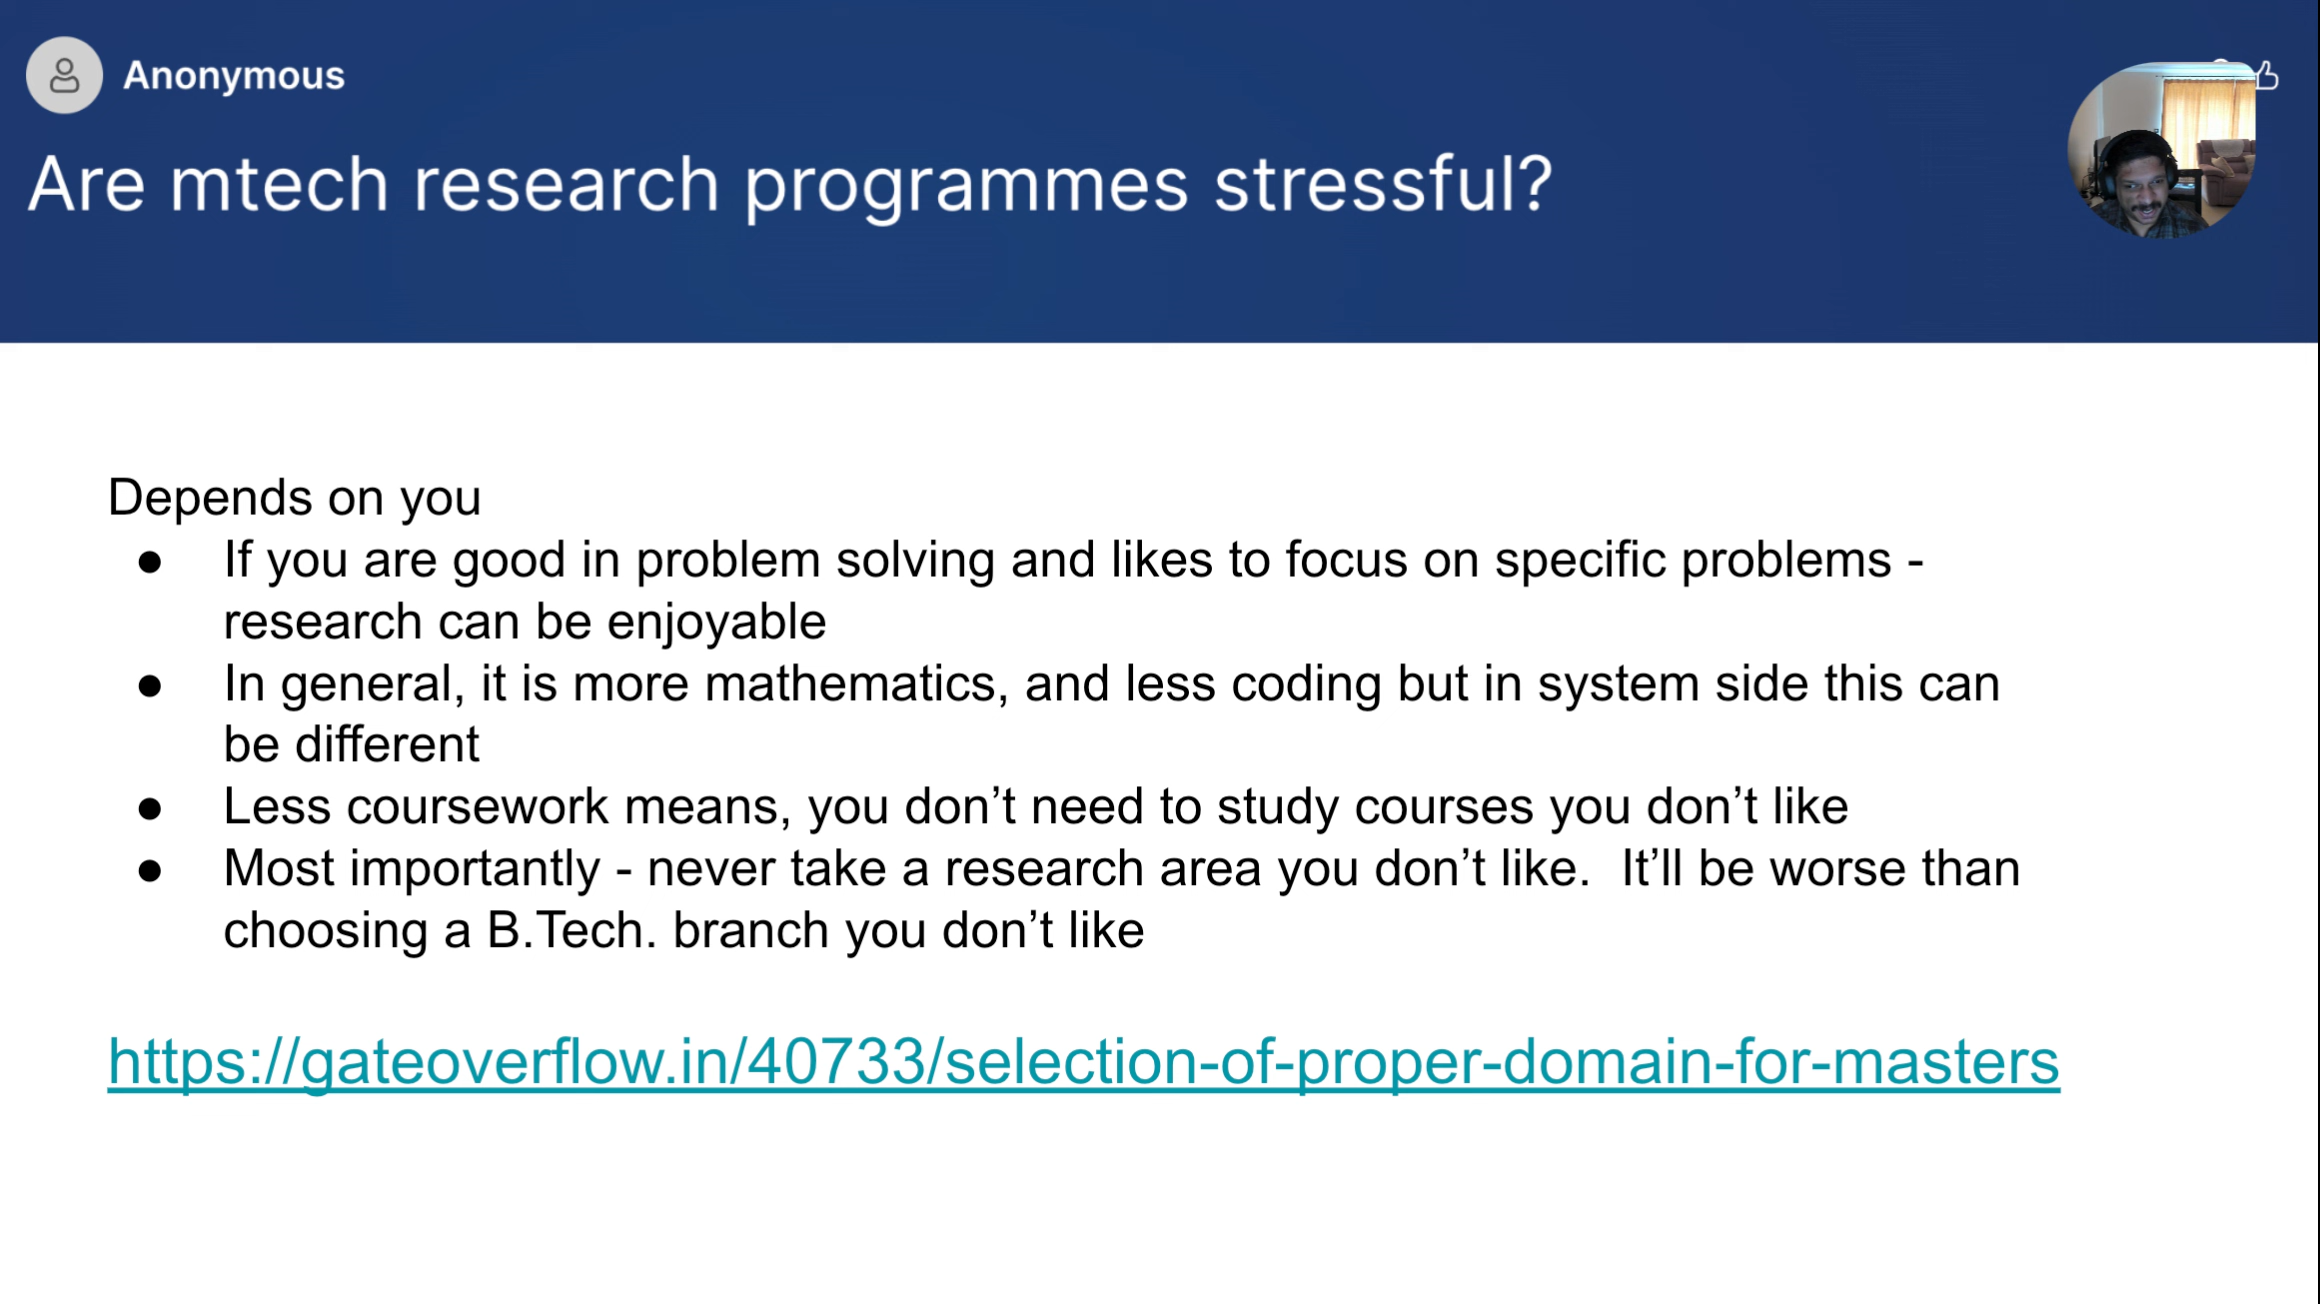 Anonymous
Are mtech research programmes stressful?
Depends on you
● If you are good in problem solving and likes to focus on specific problems -
research can be enjoyable
● In general, it is more mathematics, and less coding but in system side this can
be different
● Less coursework means, you don’t need to study courses you don’t like
● Most importantly - never take a research area you don’t like.  It’ll be worse than
choosing a B.Tech. branch you don’t like
https://gateoverflow.in/40733/selection-of-proper-domain-for-masters